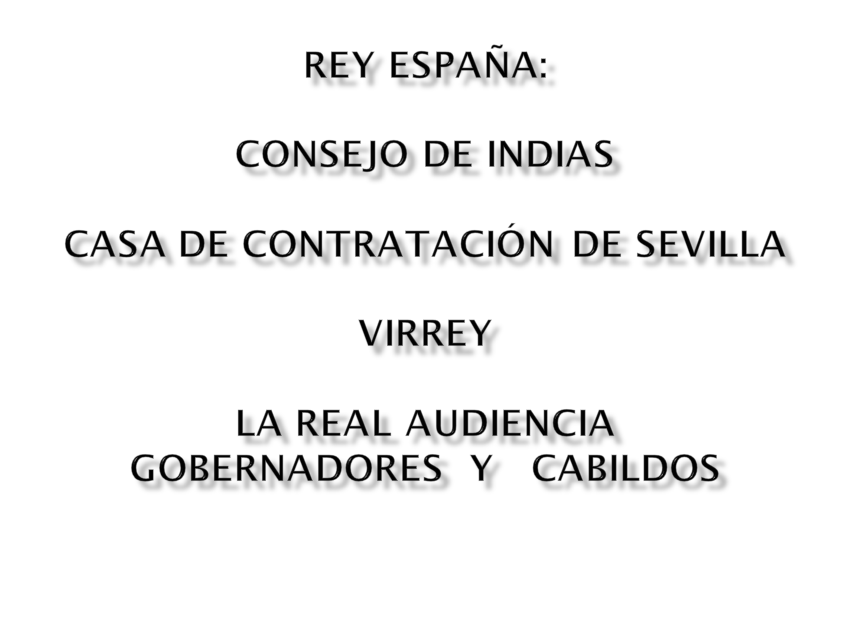 REY ESPAÑA:
CONSEJO DE INDIAS
CASA DE CONTRATACIÓN DE SEVILLA
VIRREY
LA REAL AUDIENCIA
GOBERNADORES Y CABILDOS